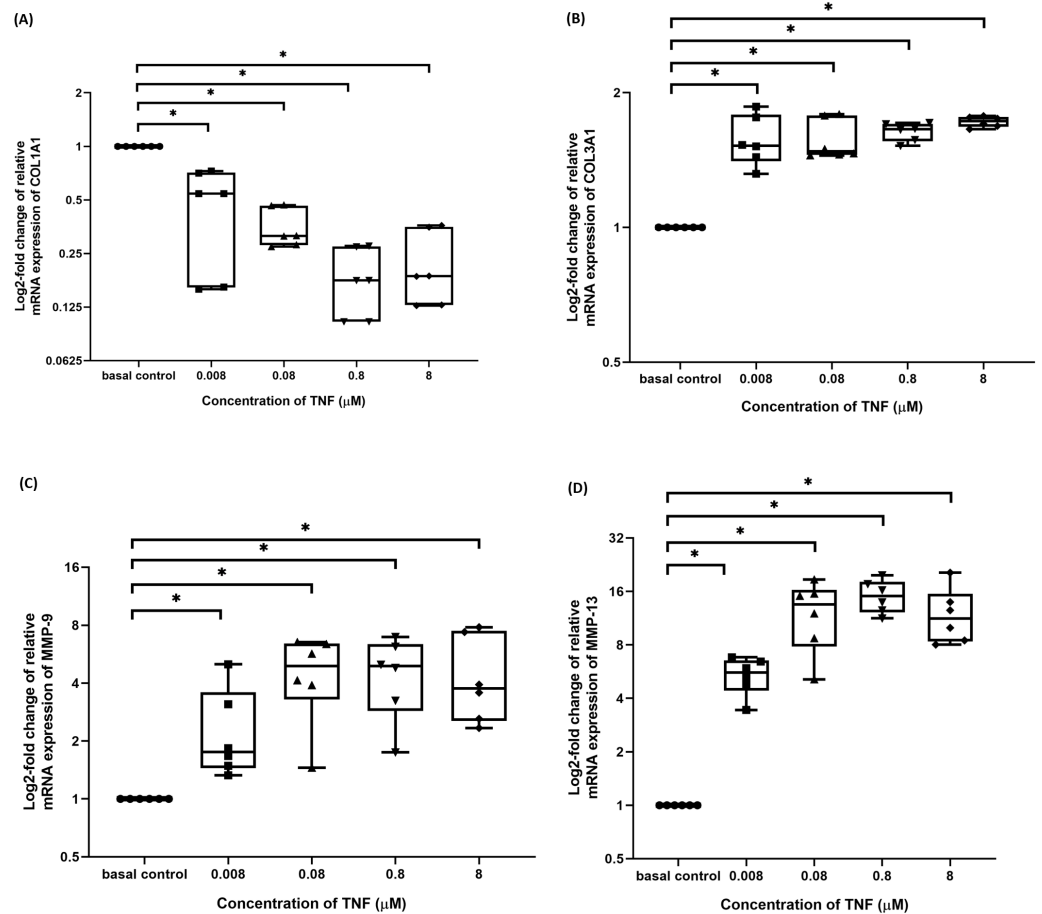 (A)
Log2-fold change of relative
mRNA expression of COL1A1
* * * *
2
1
0.5
0.25
0.125
0.0625
basal control 0.008 0.08 0.8 8
Concentration of TNF (μM)
(B)
Log2-fold change of relative
mRNA expression of COL3A1
* * * *
2
1
0.5
basal control 0.008 0.08 0.8 8
Concentration of TNF (μM)
(C)
Log2-fold change of relative
mRNA expression of MMP-9
* * * *
16
8
4
2
1
0.5
basal control 0.008 0.08 0.8 8
Concentration of TNF (μM)
(D)
Log2-fold change of relative
mRNA expression of MMP-13
* * * *
32
16
8
4
2
1
0.5
basal control 0.008 0.08 0.8 8
Concentration of TNF (μM)